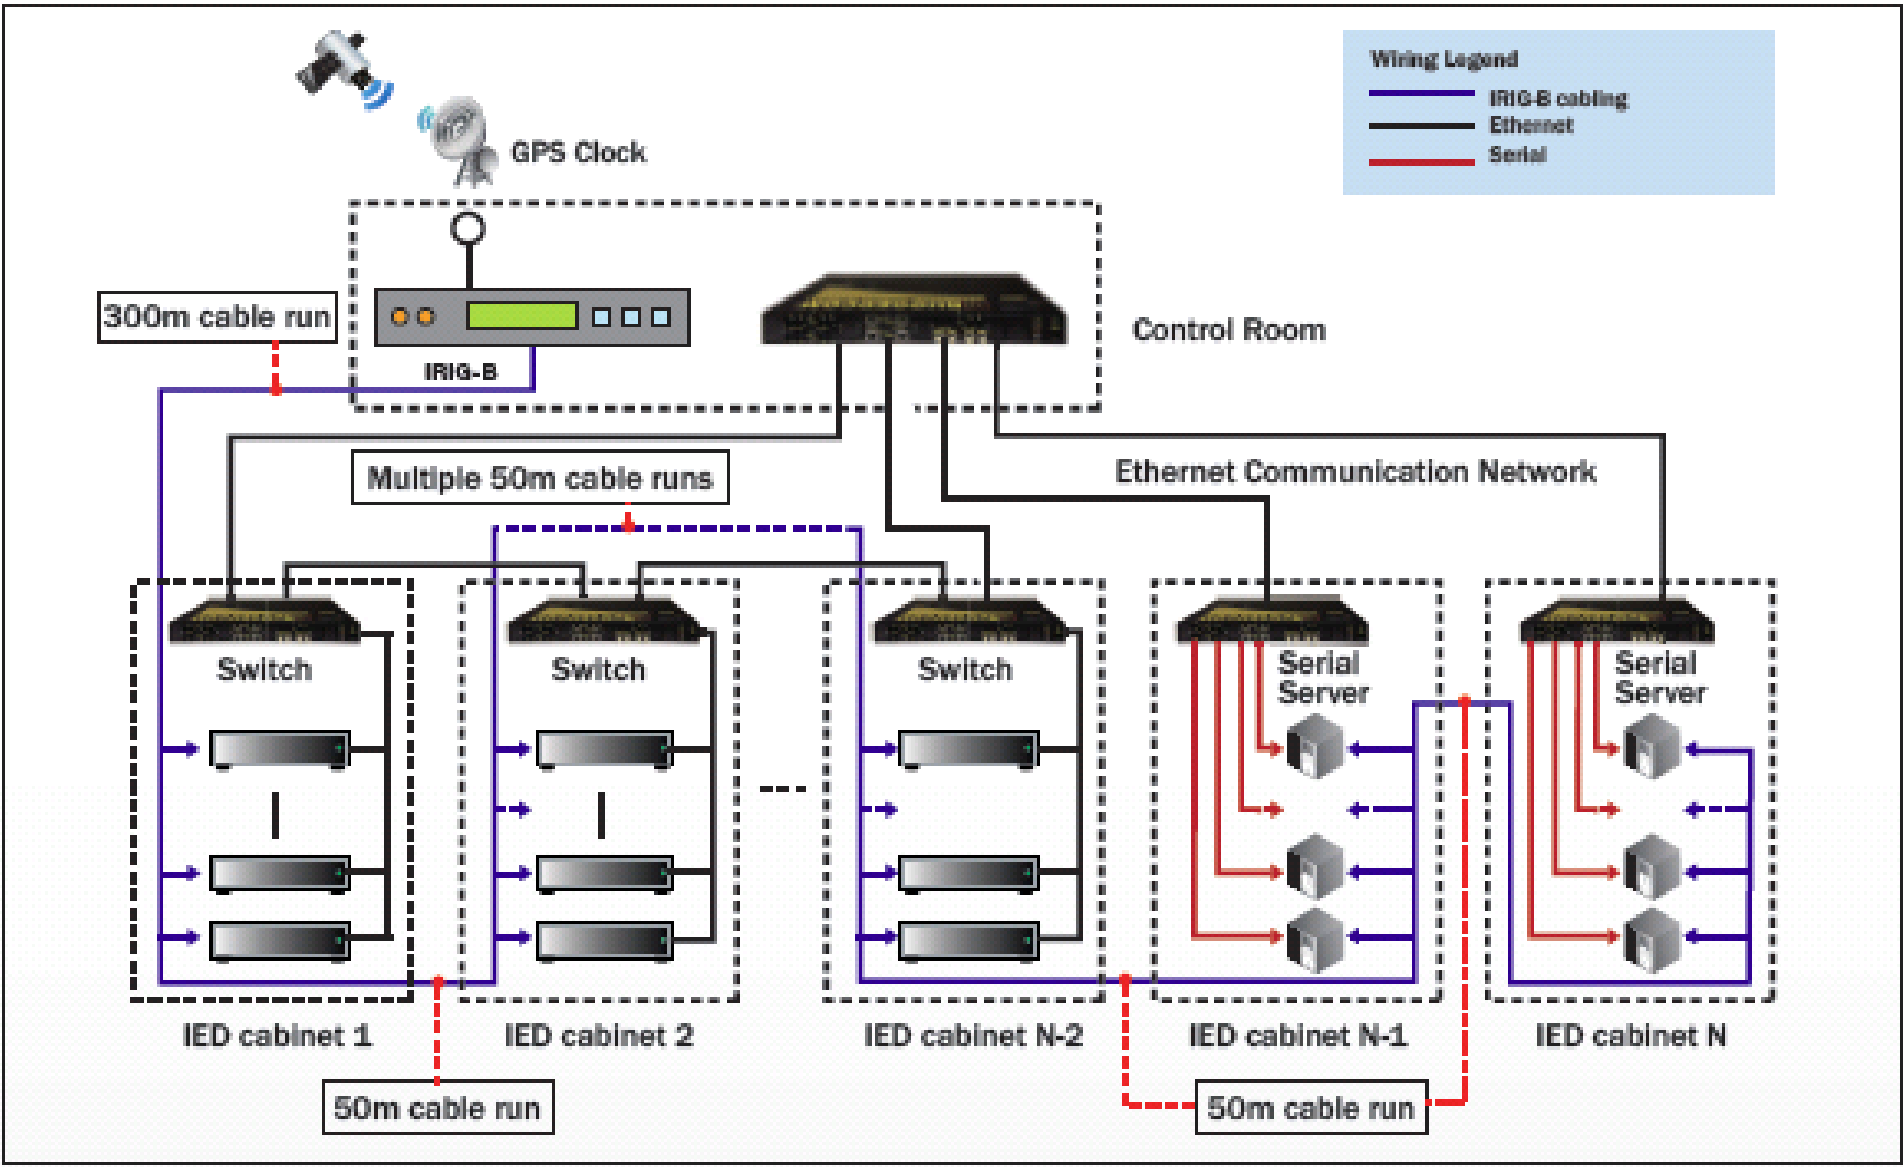 Wiring Legend
IRIG-B cabling
Ethernet
Serial
GPS Clock
300m cable run
IRIG-B
Control Room
Multiple 50m cable runs
Ethernet Communication Network
Switch
Switch
Switch
Serial
Server
Serial
Server
IED cabinet 1
IED cabinet 2
IED cabinet N-2
IED cabinet N-1
IED cabinet N
50m cable run
50m cable run